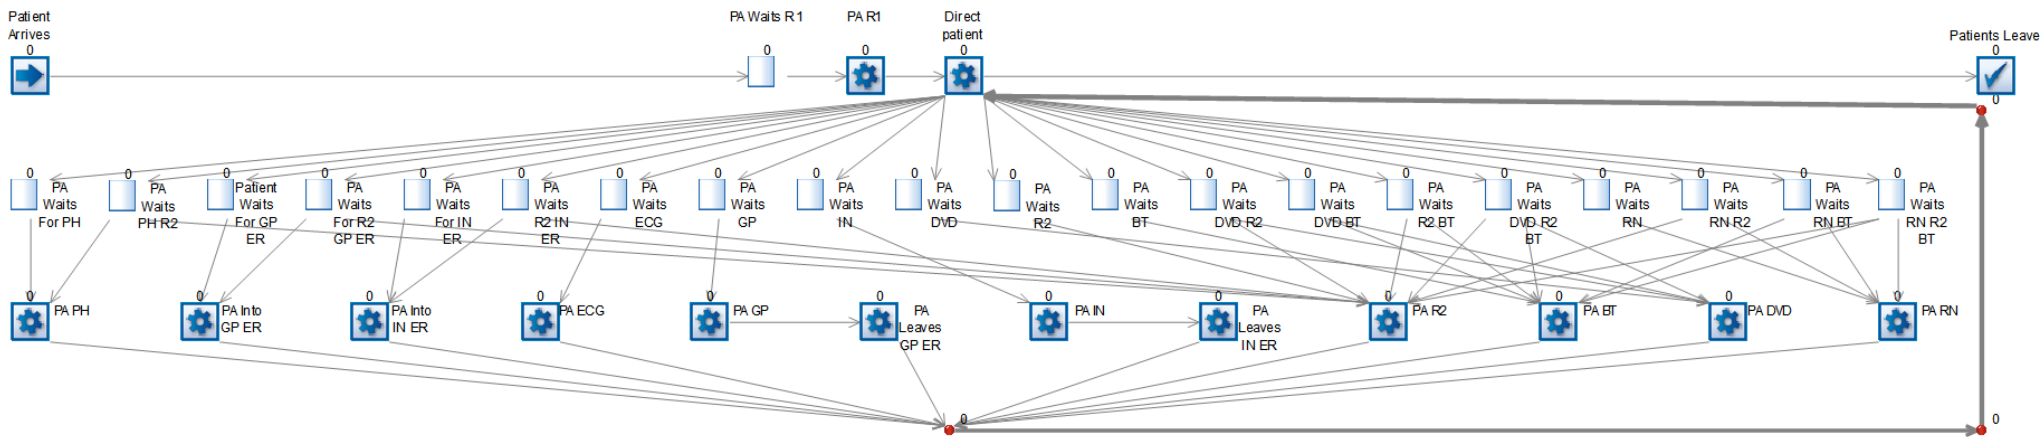 Patient
Arrives
0
PA Waits R1
0
PA R1
0
Direct
patient
0
Patients Leave
0
0
0
PA
Waits
For PH
0
PA
Waits
PH R2
0
Patient
Waits
For GP
ER
0
PA
Waits
For R2
GP ER
0
PA
Waits
For IN
ER
0
PA
Waits
R2 IN
ER
0
PA
Waits
ECG
0
PA
Waits
GP
0
PA
Waits
IN
0
PA
Waits
DVD
0
PA
Waits
R2
0
PA
Waits
BT
0
PA
Waits
DVD R2
0
PA
Waits
DVD BT
0
PA
Waits
R2 BT
0
PA
Waits
DVD R2
BT
0
PA
Waits
RN
0
PA
Waits
RN R2
0
PA
Waits
RN BT
0
PA
Waits
RN R2
BT
0
PA PH
0
PA Into
GP ER
0
PA Into
IN ER
0
PA ECG
0
PA GP
0
PA
Leaves
GP ER
0
PA IN
0
PA
Leaves
IN ER
0
PA R2
0
PA BT
0
PA DVD
0
PA RN
0
0